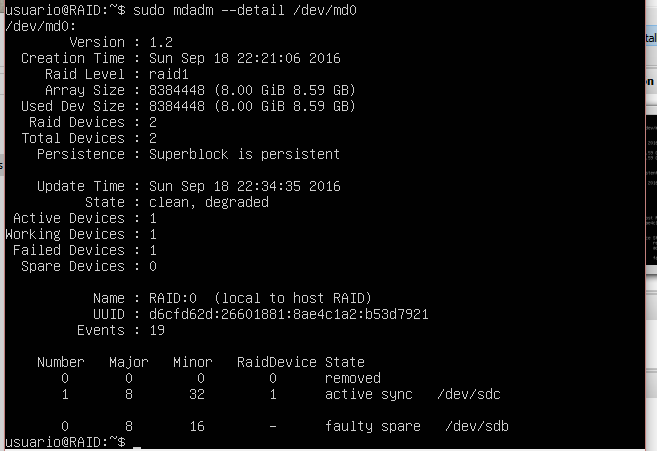 usuario@RAID:~$ sudo mdadm --detail /dev/md0
/dev/md0:
Version : 1.2
Creation Time : Sun Sep 18 22:21:06 2016
Raid Level : raid1
Array Size : 8384448 (8.00 GiB 8.59 GB)
Used Dev Size : 8384448 (8.00 GiB 8.59 GB)
Raid Devices : 2
Total Devices : 2
Persistence : Superblock is persistent
Update Time : Sun Sep 18 22:34:35 2016
State : clean, degraded
Active Devices : 1
Working Devices : 1
Failed Devices : 1
Spare Devices : 0
Name : RAID:0  (local to host RAID)
UUID : d6cfd62d:26601881:8ae4c1a2:b53d7921
Events : 19
Number   Major   Minor   RaidDevice State
0        0        0        0      removed
1        8       32        1      active sync   /dev/sdc
0        8       16        -      faulty spare   /dev/sdb
usuario@RAID:~$